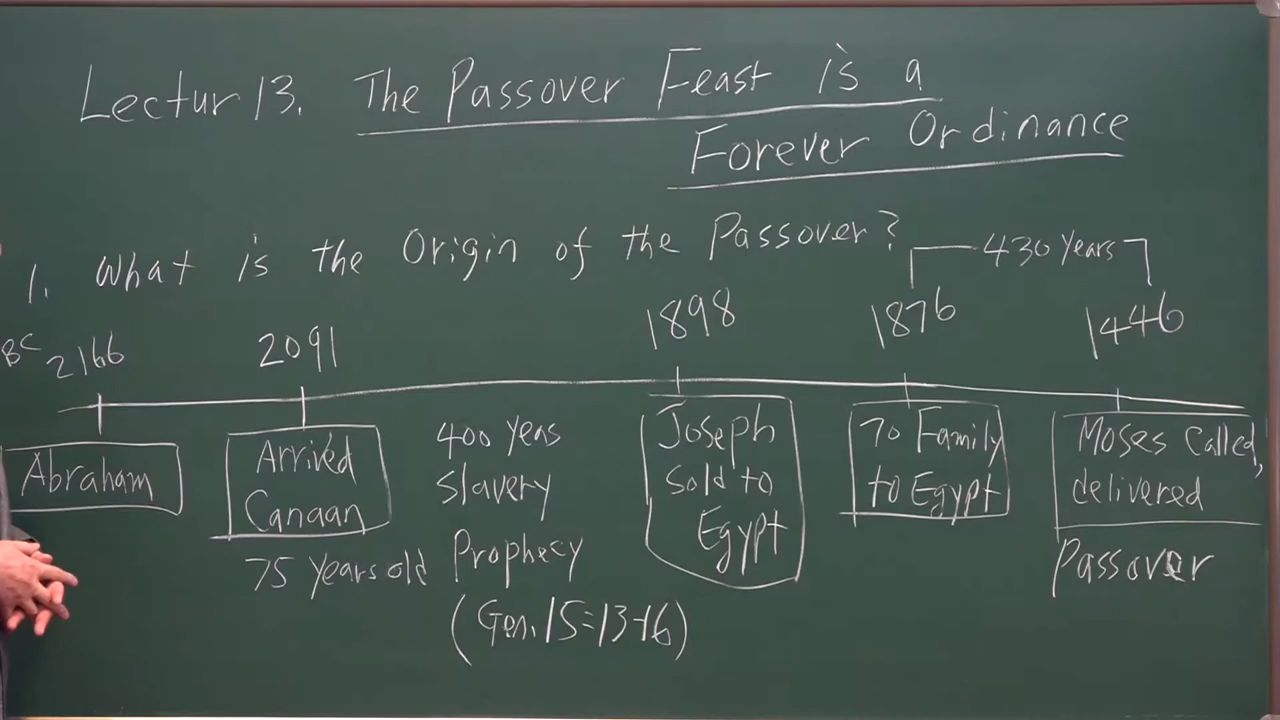 Lectur 13. The Passover Feast is a
Forever Ordinance
1. What is the Origin of the Passover?
430 Years
BC 2166
2091
1898
1876
1446
Abraham
Arrived
Canaan
75 Years old
400 yeas
slavery
Prophecy
(Gen. 15:13-16)
Joseph
Sold to
Egypt
70 Family
to Egypt
Moses Called,
delivered
Passover